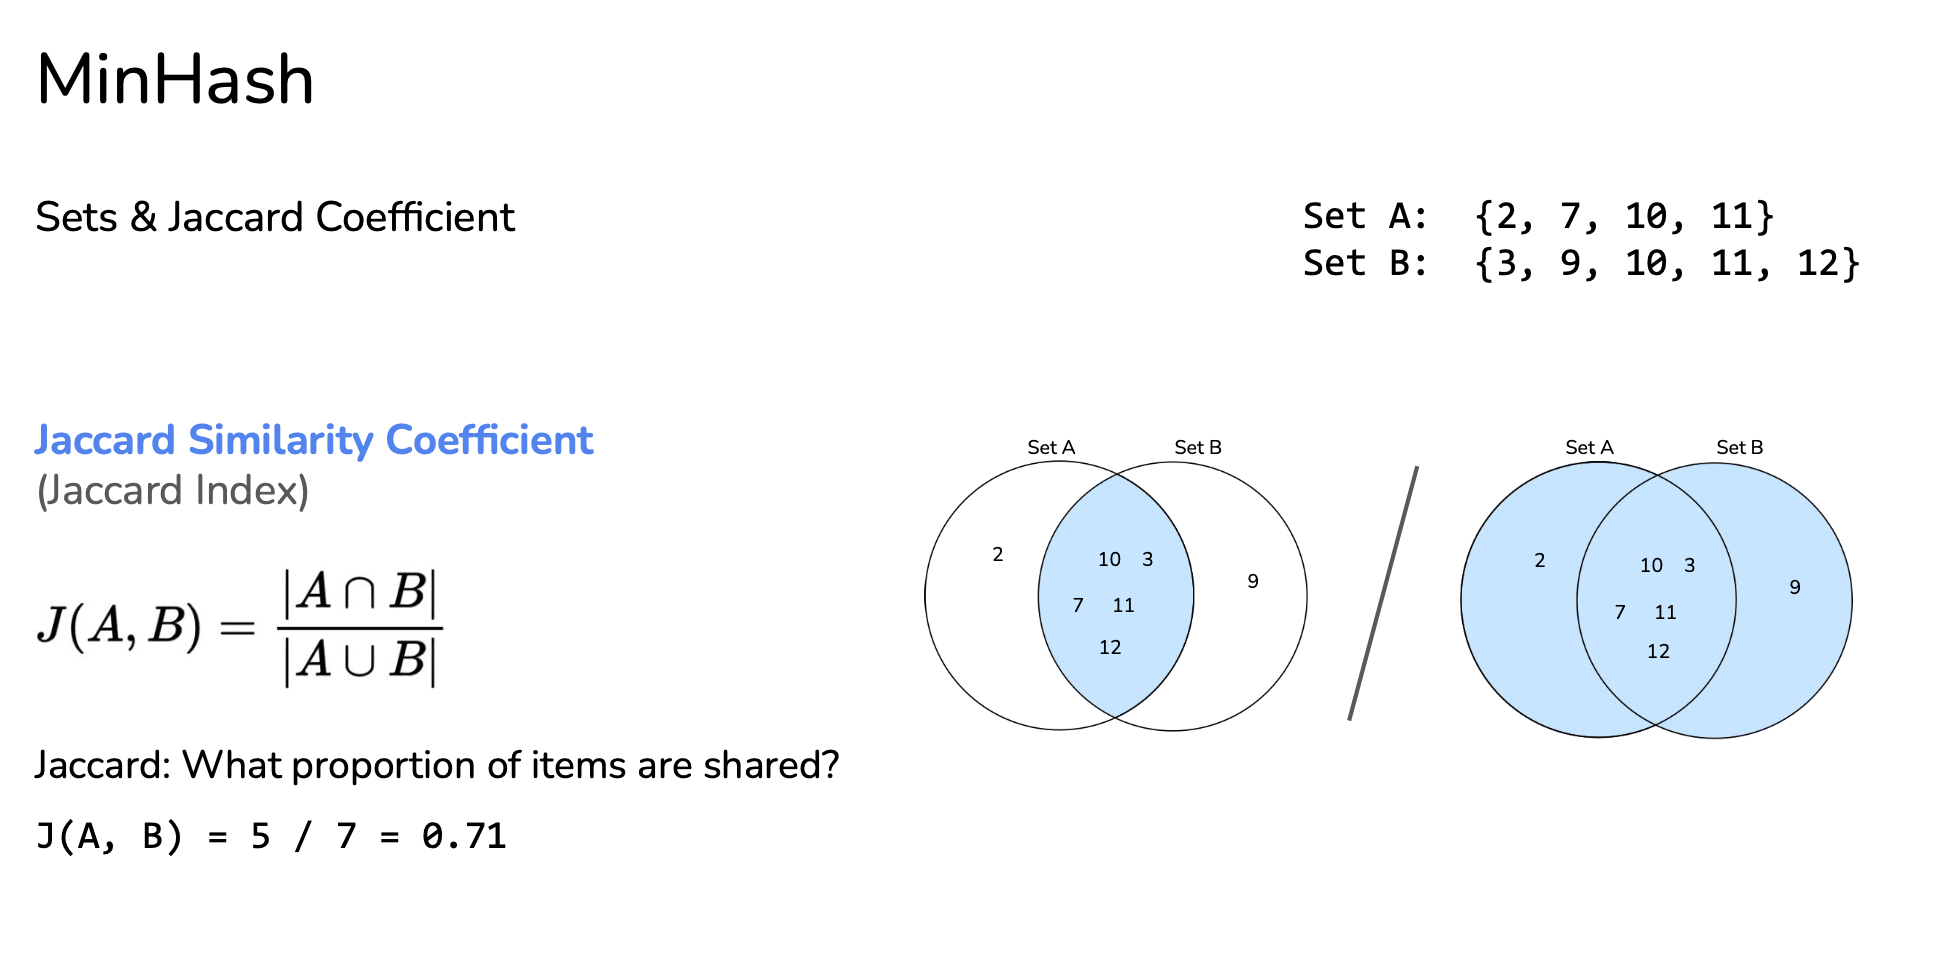 MinHash
Sets & Jaccard Coefficient
Set A: {2, 7, 10, 11}
Set B: {3, 9, 10, 11, 12}
Jaccard Similarity Coefficient
(Jaccard Index)
J(A, B) = |A ∩ B| / |A ∪ B|
Jaccard: What proportion of items are shared?
J(A, B) = 5 / 7 = 0.71
Set A Set B
2 10 3 9
7 11
12
Set A Set B
2 10 3 9
7 11
12